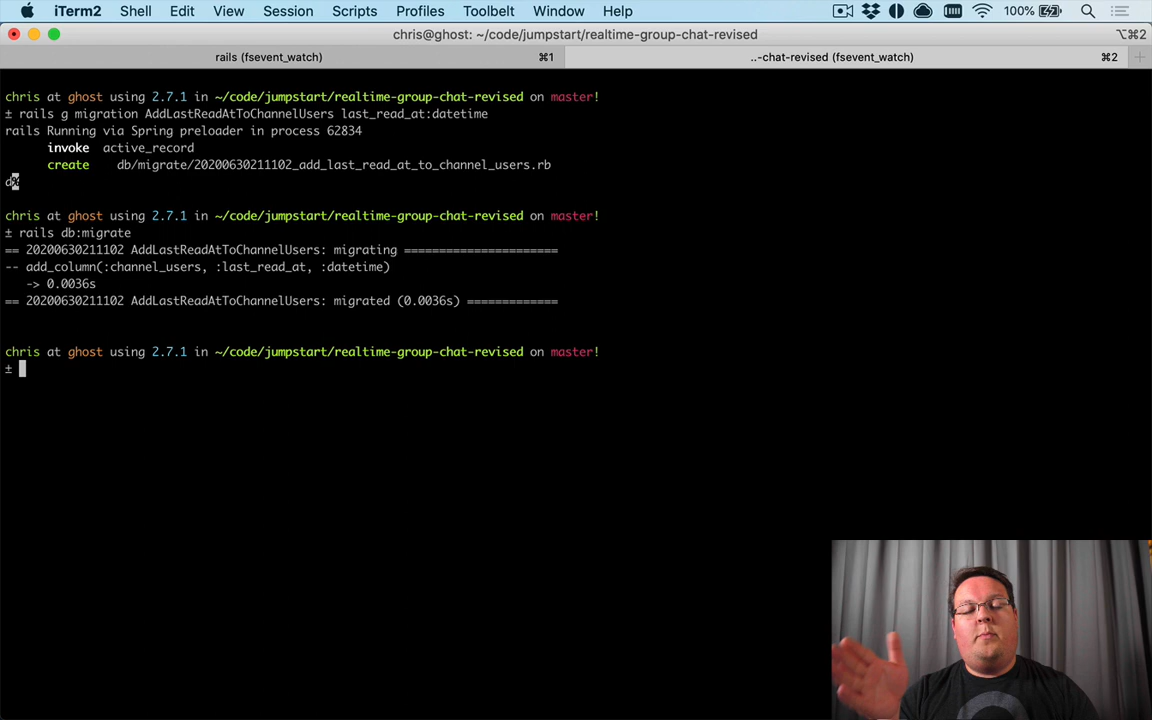 iTerm2 Shell Edit View Session Scripts Profiles Toolbelt Window Help 100%
chris@ghost: ~/code/jumpstart/realtime-group-chat-revised ⌥⌘2
rails (fsevent_watch) ⌘1 ..-chat-revised (fsevent_watch) ⌘2 +
chris at ghost using 2.7.1 in ~/code/jumpstart/realtime-group-chat-revised on master!
± rails g migration AddLastReadAtToChannelUsers last_read_at:datetime
rails Running via Spring preloader in process 62834
invoke active_record
create db/migrate/20200630211102_add_last_read_at_to_channel_users.rb
chris at ghost using 2.7.1 in ~/code/jumpstart/realtime-group-chat-revised on master!
± rails db:migrate
== 20200630211102 AddLastReadAtToChannelUsers: migrating ======================
-- add_column(:channel_users, :last_read_at, :datetime)
-> 0.0036s
== 20200630211102 AddLastReadAtToChannelUsers: migrated (0.0036s) =============
chris at ghost using 2.7.1 in ~/code/jumpstart/realtime-group-chat-revised on master!
±